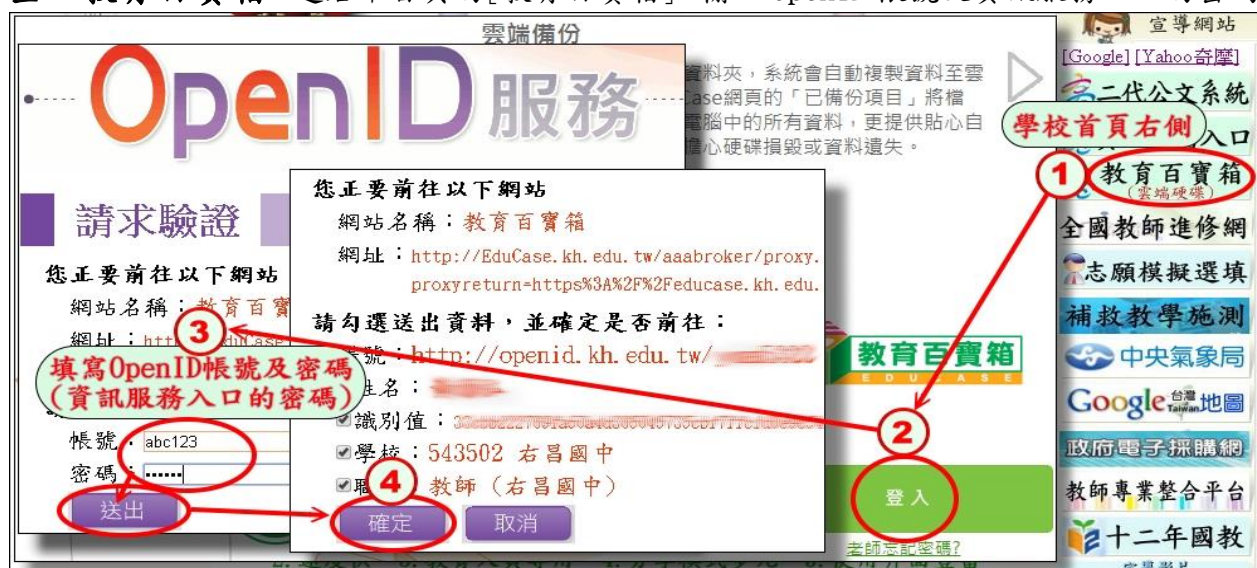 雲端備份
OpenID 服務
資料夾，系統會自動複製資料至雲
Case網頁的「已備份項目」將檔
電腦中的所有資料，更提供貼心自
擔心硬碟損毀或資料遺失。
請求驗證
您正要前往以下網站
網站名稱：教育百寶
網址：
3
填寫OpenID帳號及密碼
(資訊服務入口的密碼)
帳號：abc123
密碼：••••••
送出
您正要前往以下網站
網站名稱：教育百寶箱
網址：http://EduCase.kh.edu.tw/aaabroker/proxy.
proxyreturn=https%3A%2F%2Feducase.kh.edu.
請勾選送出資料，並確定是否前往：
號：http://openid.kh.edu.tw/
姓名：
識別值：
學校：543502 右昌國中
4
教師（右昌國中）
確定
取消
教育百寶箱
EDUCASE
2
登入
老師忘記密碼?
宣導網站
[Google] [Yahoo奇摩]
二代公文系統
學校首頁右側
入口
1
教育百寶箱
(雲端硬碟)
全國教師進修網
志願模擬選填
補救教學施測
中央氣象局
Google 台灣 Taiwan 地圖
政府電子採購網
教師專業整合平台
十二年國教